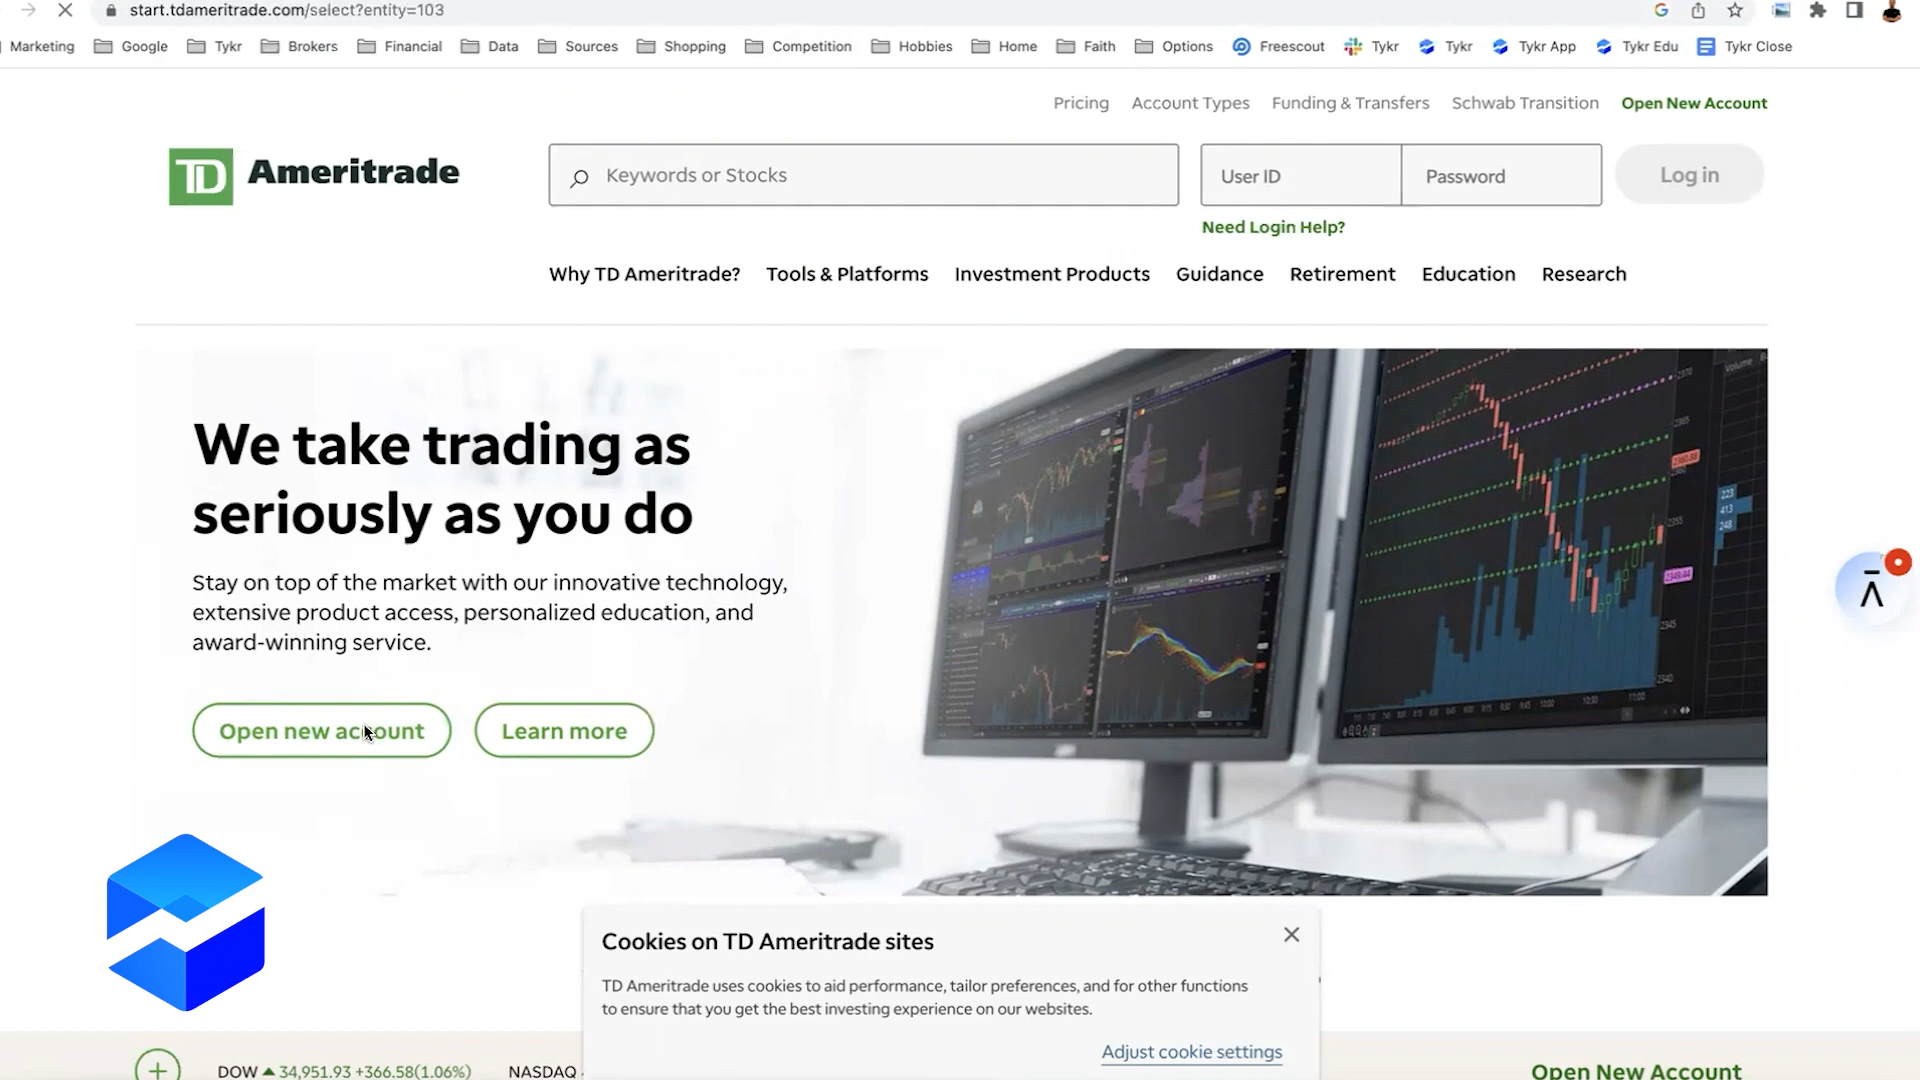 start.tdameritrade.com/select?entity=103
Marketing Google Tykr Brokers Financial Data Sources Shopping Competition Hobbies Home Faith Options Freescout Tykr Tykr Tykr App Tykr Edu Tykr Close
Pricing Account Types Funding & Transfers Schwab Transition Open New Account
TD Ameritrade
Keywords or Stocks
User ID
Password
Log in
Need Login Help?
Why TD Ameritrade? Tools & Platforms Investment Products Guidance Retirement Education Research
We take trading as
seriously as you do
Stay on top of the market with our innovative technology,
extensive product access, personalized education, and
award-winning service.
Open new account
Learn more
Cookies on TD Ameritrade sites
TD Ameritrade uses cookies to aid performance, tailor preferences, and for other functions
to ensure that you get the best investing experience on our websites.
Adjust cookie settings
DOW 34,951.93 +366.58(1.06%) NASDAQ
Open New Account